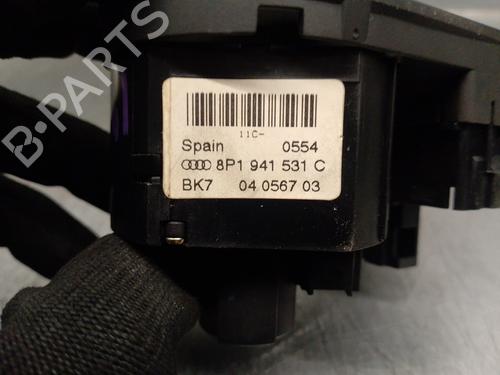 11C-
Spain 0554
8P1 941 531 C
BK7 04 0567 03
B-PARTS